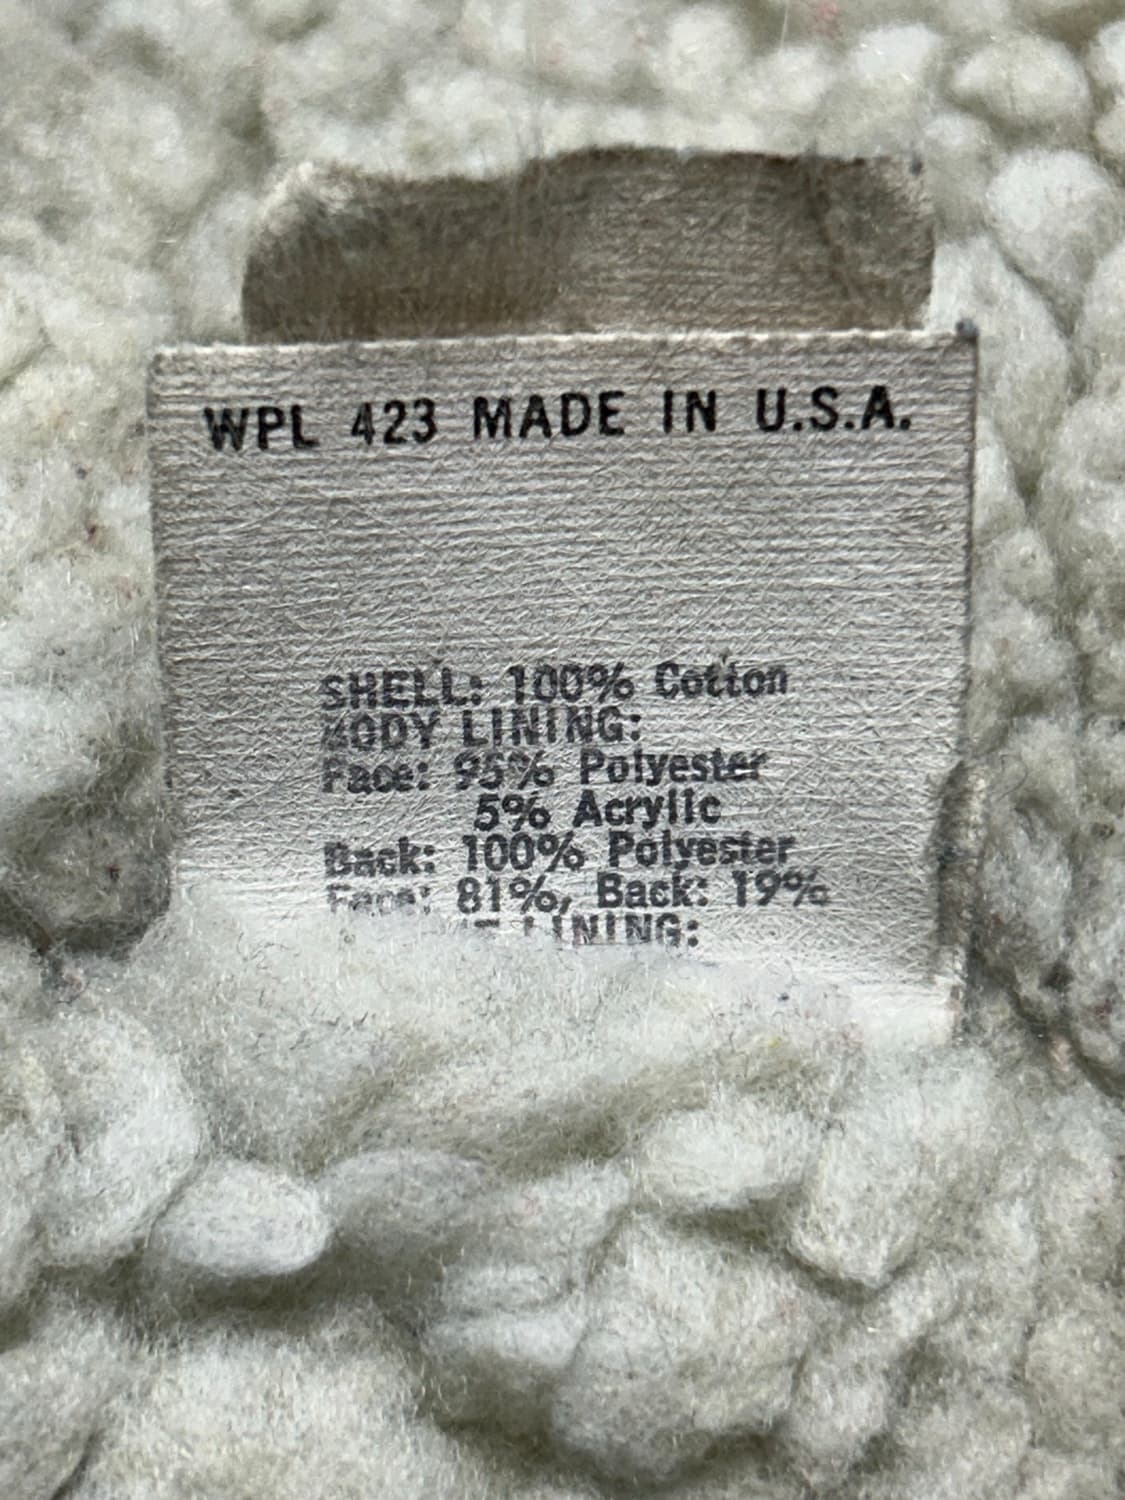 WPL 423 MADE IN U.S.A.
SHELL: 100% Cotton
BODY LINING:
Face: 95% Polyester
5% Acrylic
Back: 100% Polyester
Face: 81%, Back: 19%
LINING: